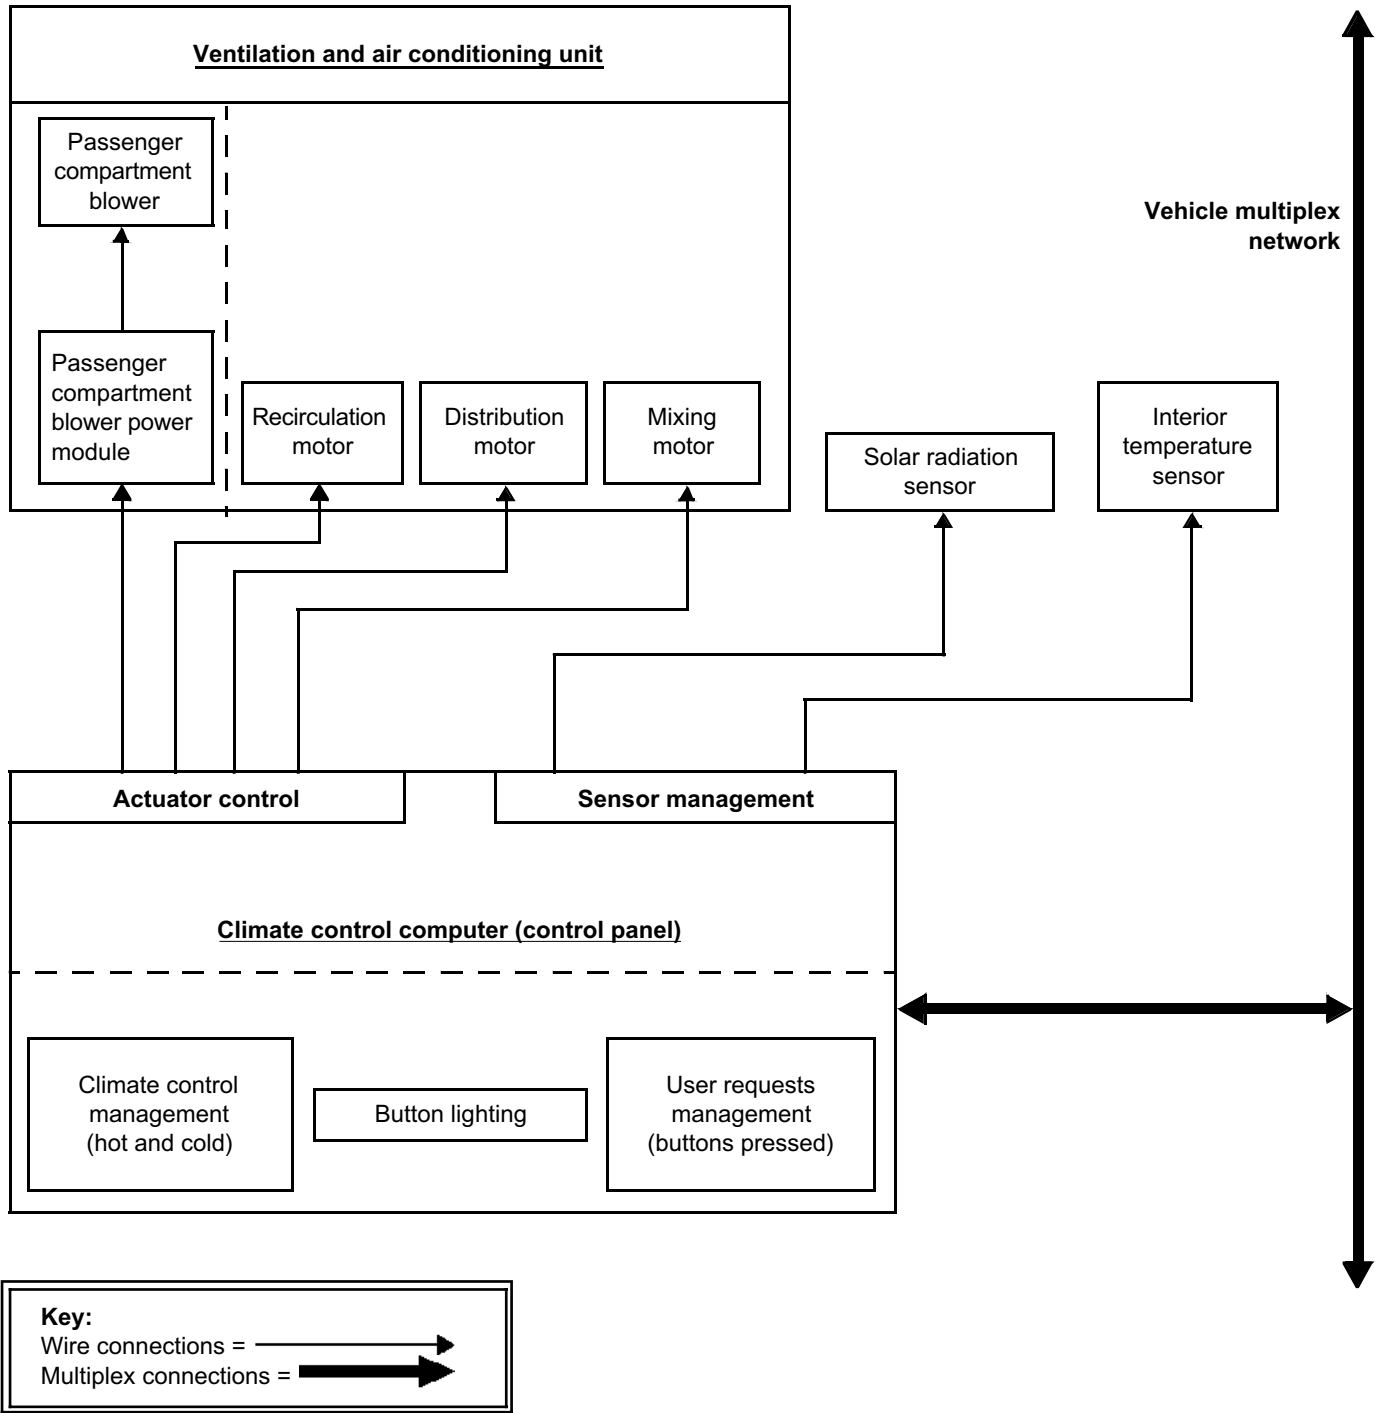 Ventilation and air conditioning unit
Passenger
compartment
blower
Vehicle multiplex
network
Passenger
compartment
blower power
module
Recirculation
motor
Distribution
motor
Mixing
motor
Solar radiation
sensor
Interior
temperature
sensor
Actuator control
Sensor management
Climate control computer (control panel)
Climate control
management
(hot and cold)
Button lighting
User requests
management
(buttons pressed)
Key:
Wire connections =
Multiplex connections =